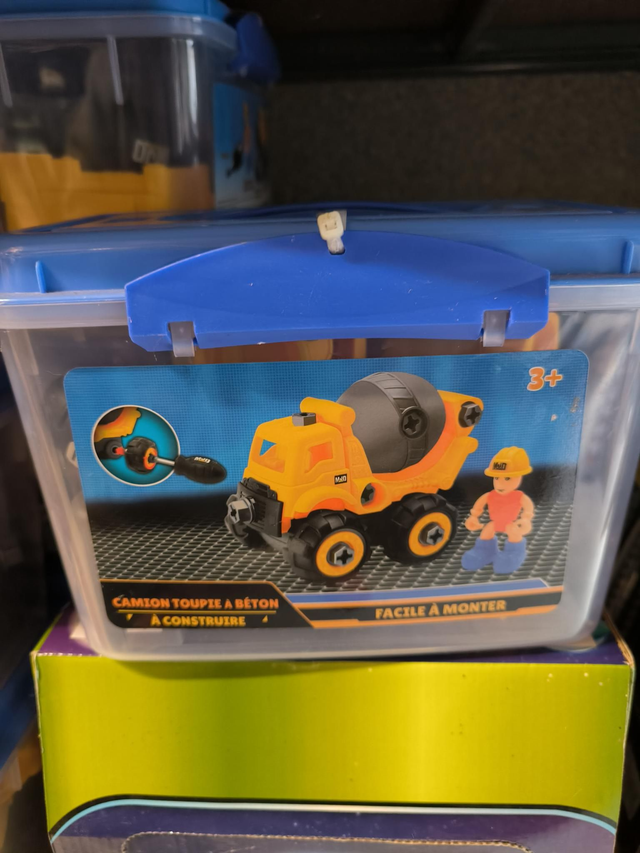 3+
CAMION TOUPIE A BÉTON
À CONSTRUIRE
FACILE À MONTER